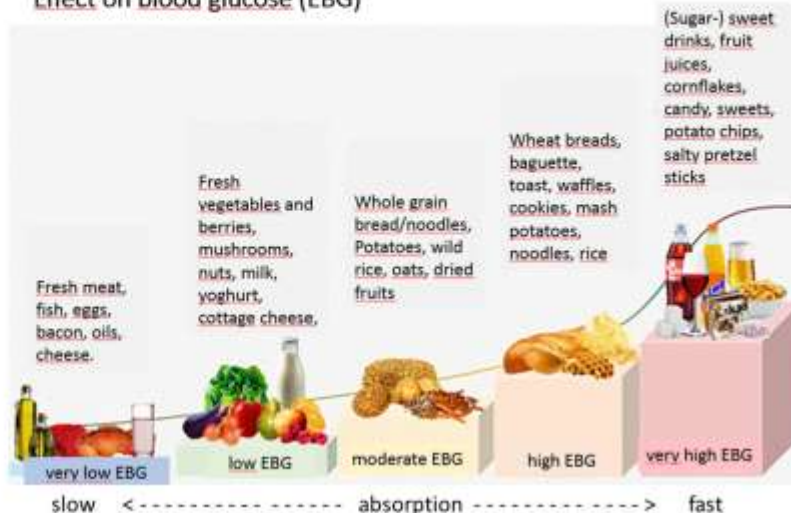 Effect on blood glucose (EBG)
Fresh meat,
fish, eggs,
bacon, oils,
cheese.
Fresh
vegetables and
berries,
mushrooms,
nuts, milk,
yoghurt,
cottage cheese,
Whole grain
bread/noodles,
Potatoes, wild
rice, oats, dried
fruits
Wheat breads,
baguette,
toast, waffles,
cookies, mash
potatoes,
noodles, rice
(Sugar-) sweet
drinks, fruit
juices,
cornflakes,
candy, sweets,
potato chips,
salty pretzel
sticks
very low EBG
low EBG
moderate EBG
high EBG
very high EBG
slow <- - - - - - - - - - - - - - - - - absorption - - - - - - - - - - - - - -> fast